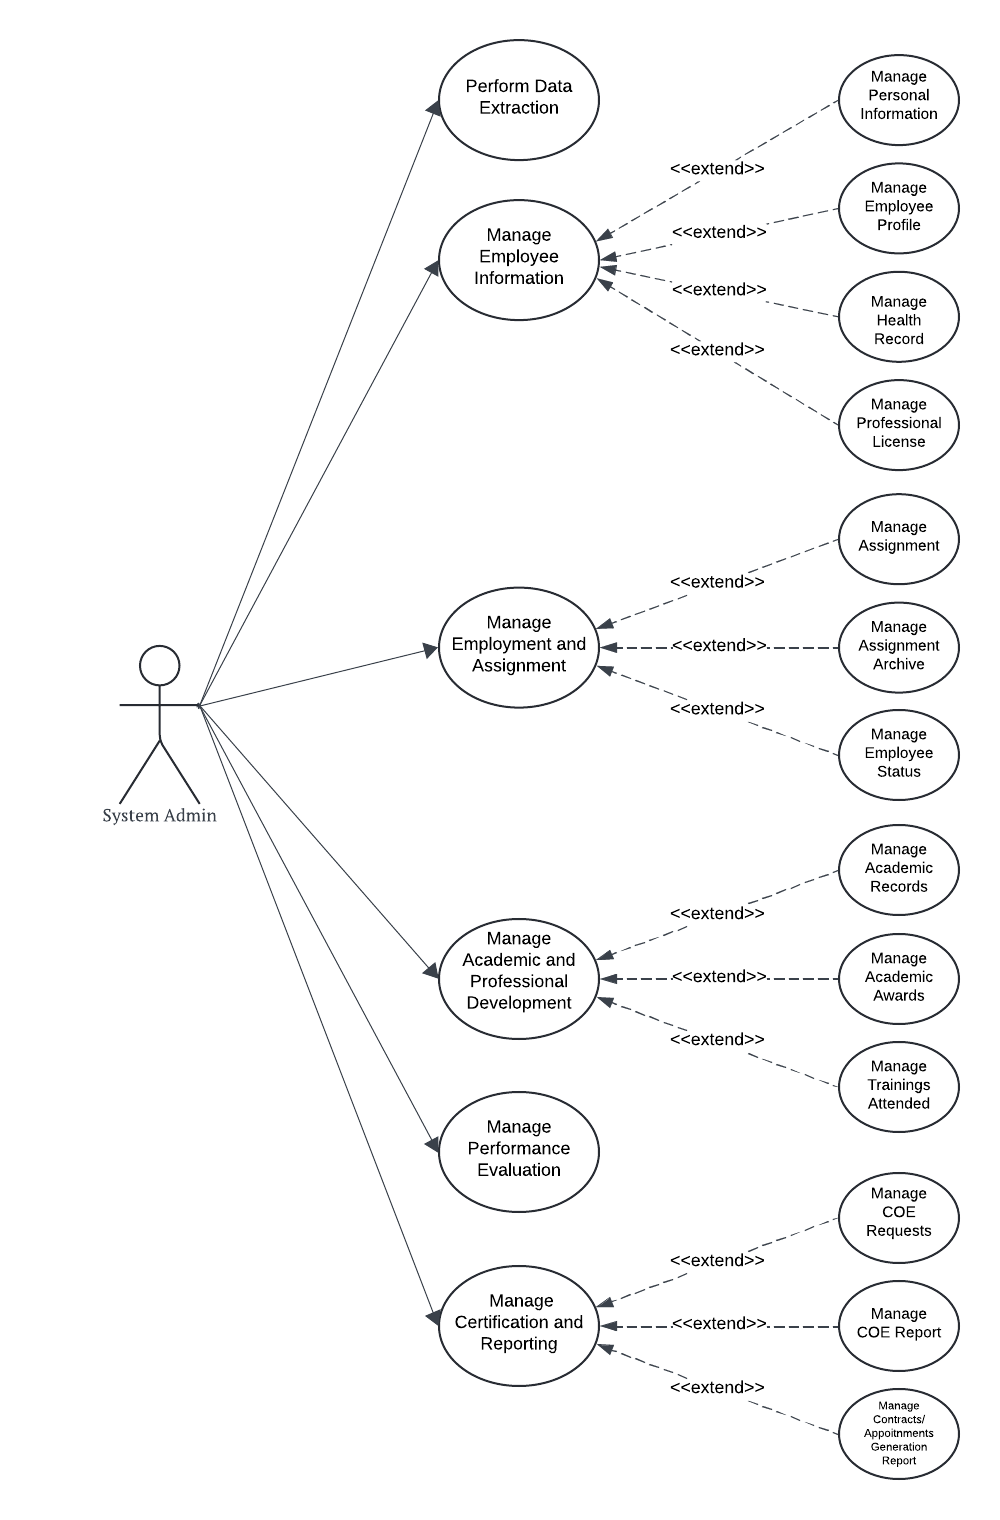 Perform Data
Extraction
Manage
Personal
Information
<<extend>>
Manage
Employee
Profile
Manage
Employee
Information
<<extend>>
<<extend>>
Manage
Health
Record
<<extend>>
Manage
Professional
License
Manage
Assignment
<<extend>>
Manage
Employment and
Assignment
<<extend>>
Manage
Assignment
Archive
<<extend>>
Manage
Employee
Status
System Admin
Manage
Academic
Records
<<extend>>
Manage
Academic and
Professional
Development
<<extend>>
Manage
Academic
Awards
<<extend>>
Manage
Trainings
Attended
Manage
Performance
Evaluation
Manage
COE
Requests
<<extend>>
Manage
Certification and
Reporting
<<extend>>
Manage
COE Report
<<extend>>
Manage
Contracts/
Appoitnments
Generation
Report